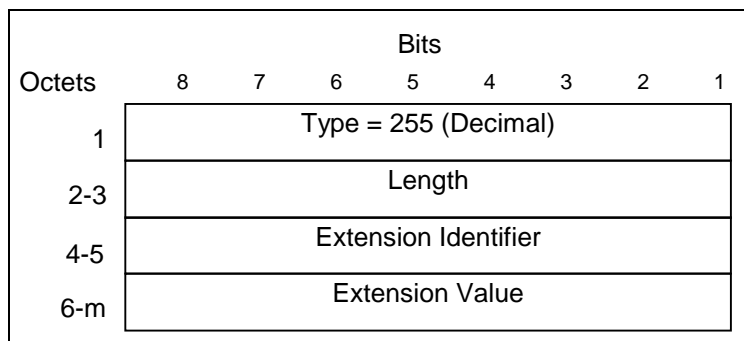 Bits
Octets 8 7 6 5 4 3 2 1
1 Type = 255 (Decimal)
2-3 Length
4-5 Extension Identifier
6-m Extension Value